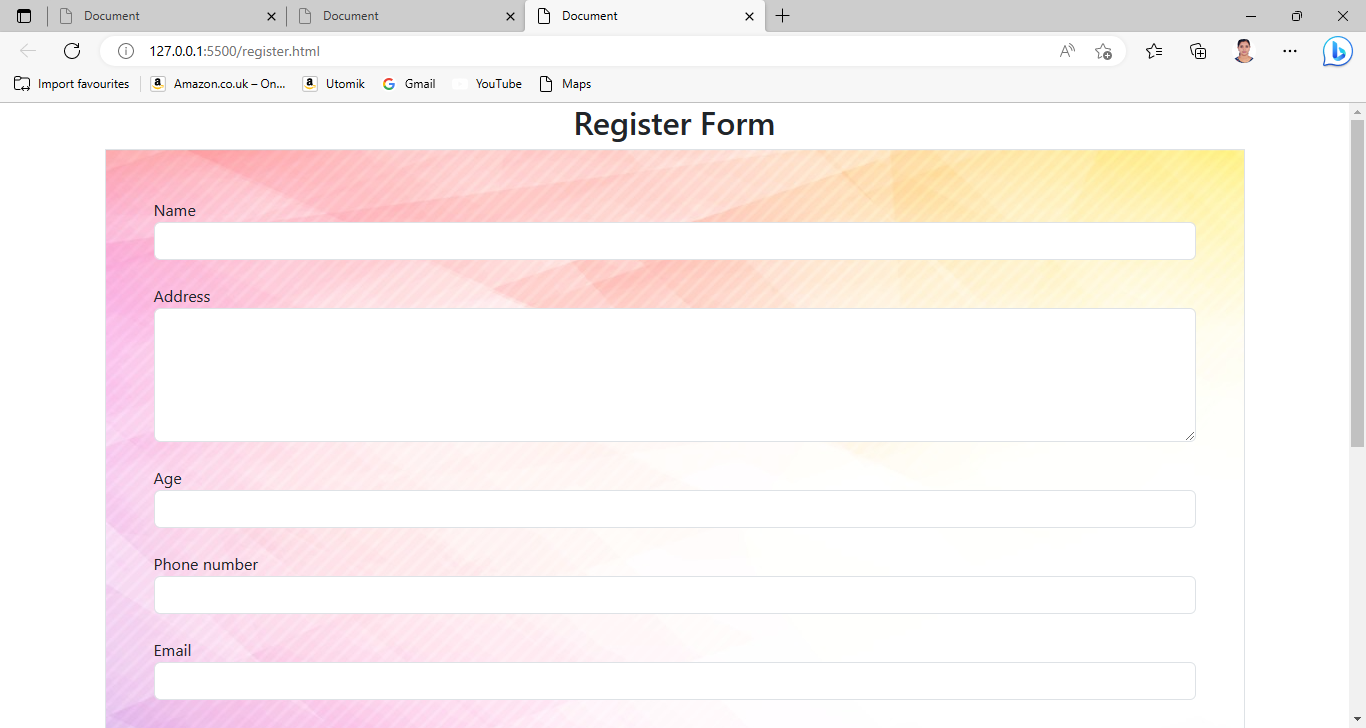 Document
Document
Document
127.0.0.1:5500/register.html
Import favourites
Amazon.co.uk – On...
Utomik
Gmail
YouTube
Maps
Register Form
Name
Address
Age
Phone number
Email